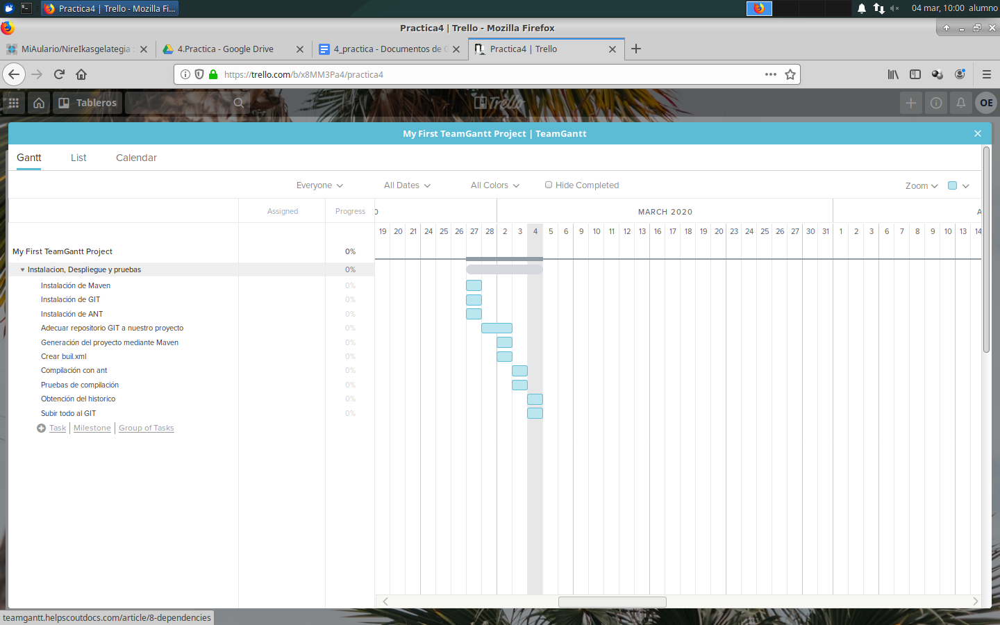 Practica4 | Trello - Mozilla Fi...
04 mar, 10:00 alumno
Practica4 | Trello - Mozilla Firefox
MiAulario/NireIkasgelategia
4.Practica - Google Drive
4_practica - Documentos de
Practica4 | Trello
https://trello.com/b/x8MM3Pa4/practica4
Tableros
Trello
OE
My First TeamGantt Project | TeamGantt
Gantt List Calendar
Everyone All Dates All Colors Hide Completed Zoom
Assigned Progress 0 MARCH 2020 A
19 20 21 24 25 26 27 28 2 3 4 5 6 9 10 11 12 13 16 17 18 19 20 23 24 25 26 27 30 31 1 2 3 6 7 8 9 10 13 14
My First TeamGantt Project 0%
Instalacion, Despliegue y pruebas 0%
Instalación de Maven 0%
Instalación de GIT 0%
Instalación de ANT 0%
Adecuar repositorio GIT a nuestro proyecto 0%
Generación del proyecto mediante Maven 0%
Crear buil.xml 0%
Compilación con ant 0%
Pruebas de compilación 0%
Obtención del historico 0%
Subir todo al GIT 0%
Task | Milestone | Group of Tasks
teamgantt.helpscoutdocs.com/article/8-dependencies